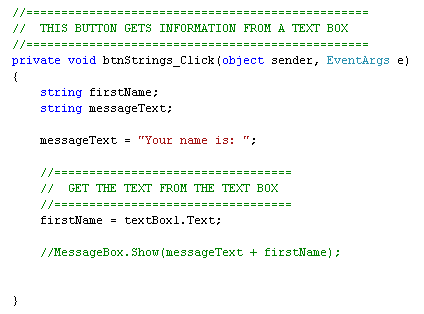 //=================================================
//  THIS BUTTON GETS INFORMATION FROM A TEXT BOX
//=================================================
private void btnStrings_Click(object sender, EventArgs e)
{
    string firstName;
    string messageText;
    messageText = "Your name is: ";
    //==================================
    //  GET THE TEXT FROM THE TEXT BOX
    //==================================
    firstName = textBox1.Text;
    //MessageBox.Show(messageText + firstName);
}